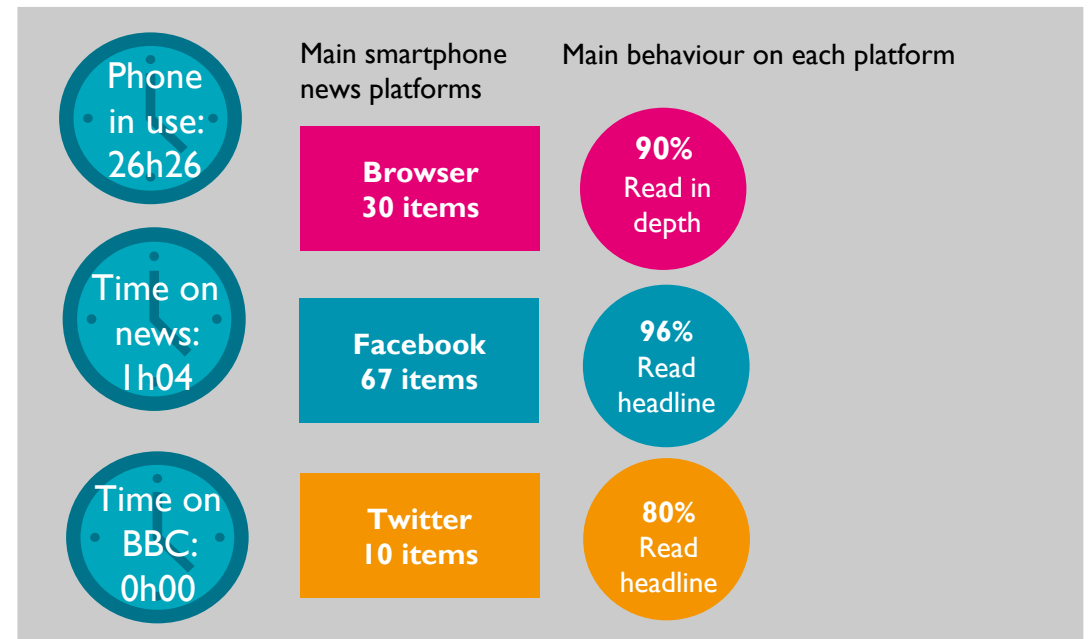 Phone
in use:
26h26
Time on
news:
1h04
Time on
BBC:
0h00
Main smartphone
news platforms
Browser
30 items
Facebook
67 items
Twitter
10 items
Main behaviour on each platform
90%
Read in
depth
96%
Read
headline
80%
Read
headline